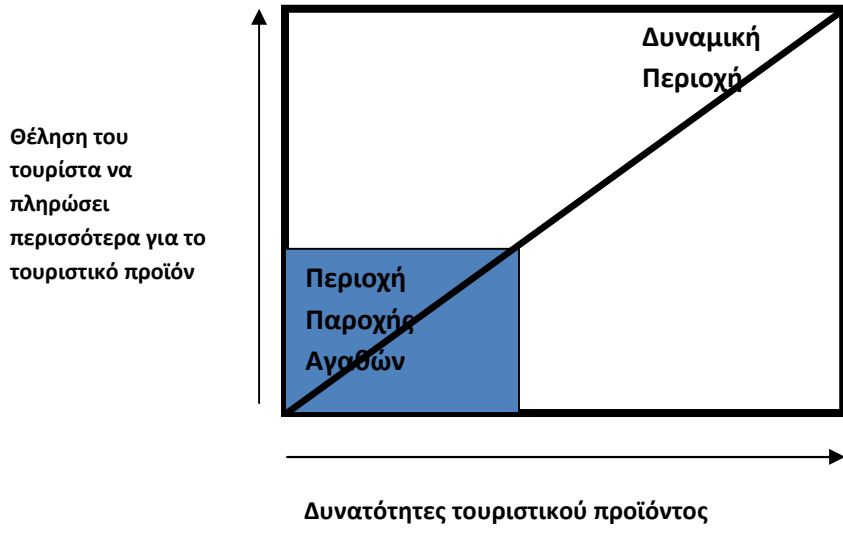 Δυναμική
Περιοχή
Θέληση του
τουρίστα να
πληρώσει
περισσότερα για το
τουριστικό προϊόν
Περιοχή
Παροχής
Αγαθών
Δυνατότητες τουριστικού προϊόντος